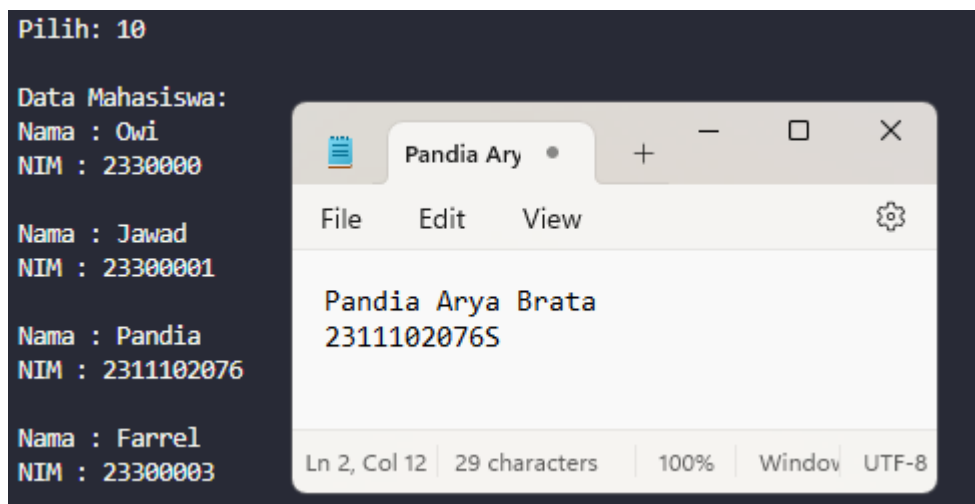 Pilih: 10
Data Mahasiswa:
Nama : Owi
NIM : 2330000
Nama : Jawad
NIM : 23300001
Nama : Pandia
NIM : 2311102076
Nama : Farrel
NIM : 23300003
Pandia Ary
File Edit View
Pandia Arya Brata
2311102076S
Ln 2, Col 12 29 characters 100% Window UTF-8